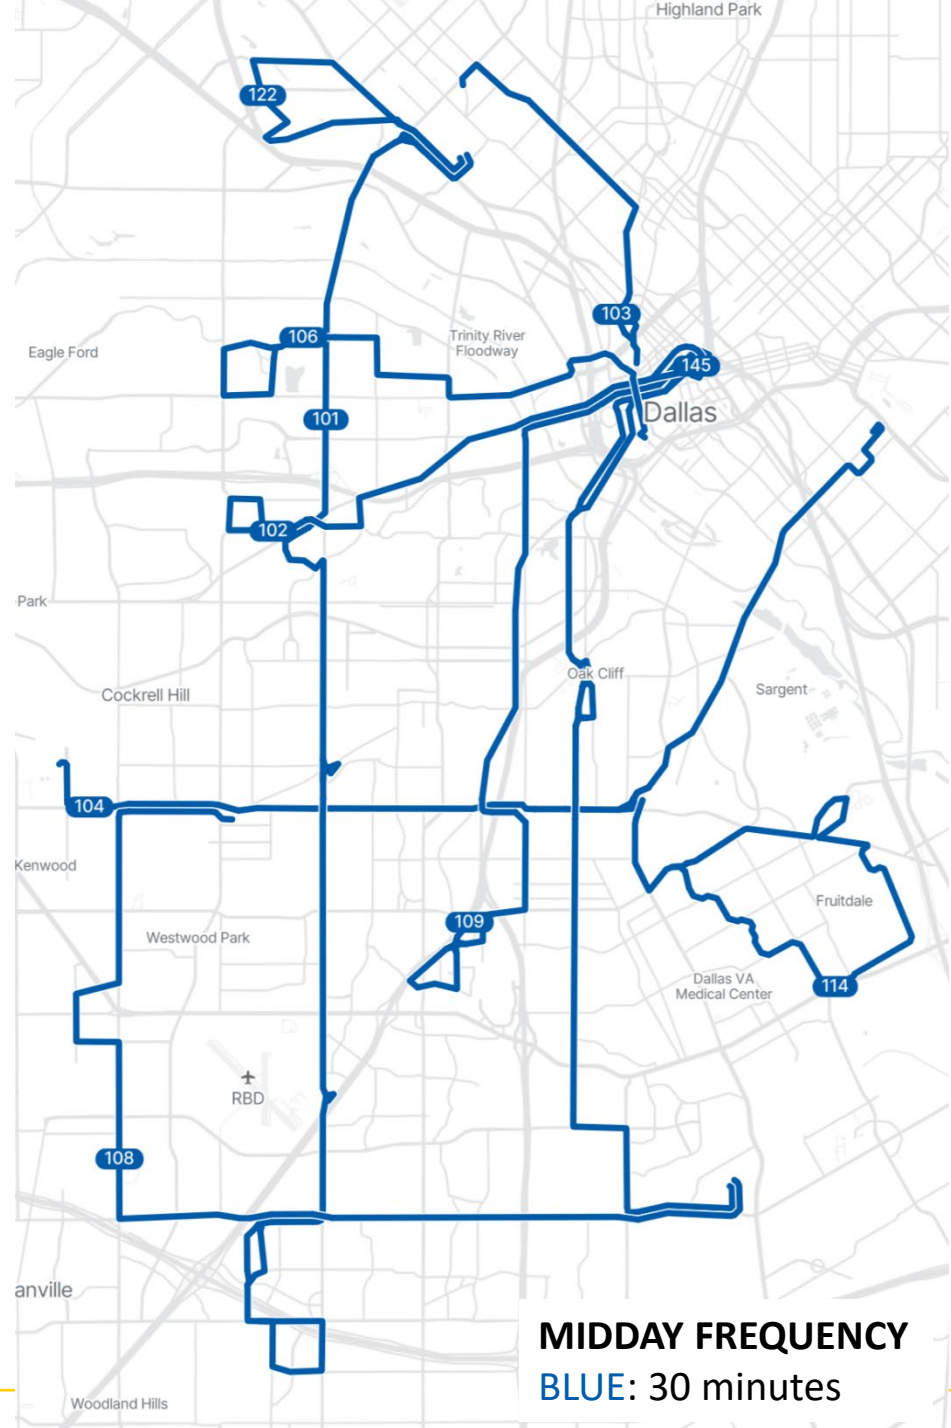 Highland Park
122
103
Trinity River
Floodway
106
Eagle Ford
145
Dallas
101
102
Park
Oak Cliff
Sargent
Cockrell Hill
104
Kenwood
Fruitdale
109
Westwood Park
Dallas VA
Medical Center
114
RBD
108
anville
MIDDAY FREQUENCY
BLUE: 30 minutes
Woodland Hills